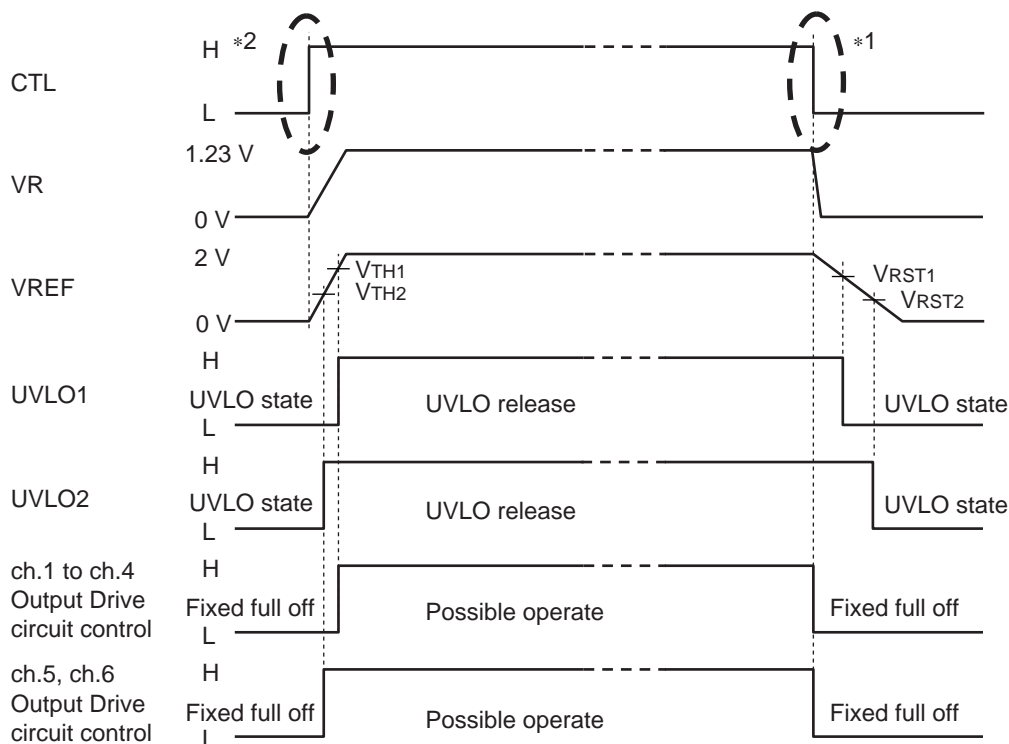 H *2 *1
CTL
L
1.23 V
VR
0 V
2 V
VTH1
VRST1
VREF
VTH2
VRST2
0 V
H
UVLO1
UVLO state UVLO release UVLO state
L
H
UVLO2
UVLO state UVLO release UVLO state
L
ch.1 to ch.4
Output Drive
circuit control
H
Fixed full off Possible operate Fixed full off
L
ch.5, ch.6
Output Drive
circuit control
H
Fixed full off Possible operate Fixed full off
L